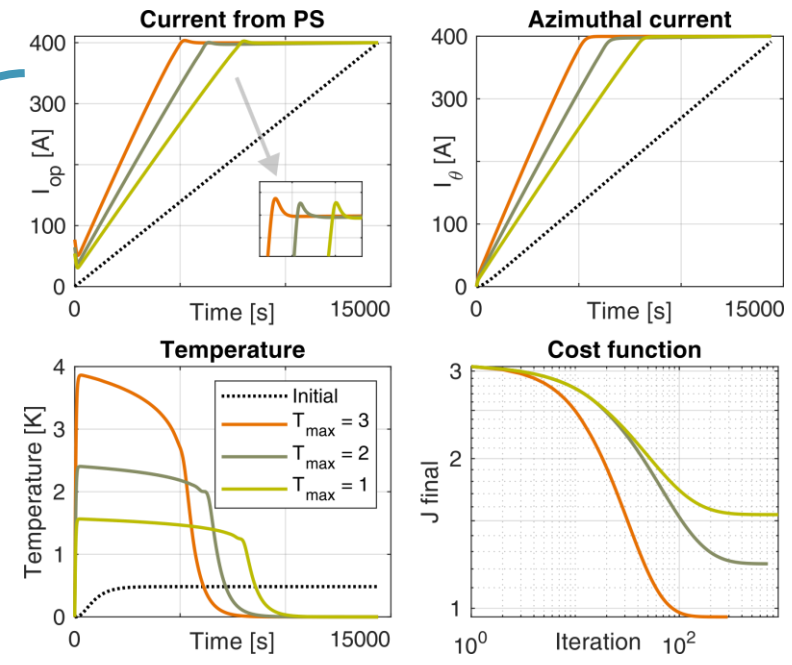 Current from PS
400
300
100
0
I_op [A]
0
Time [s]
15000
Azimuthal current
400
300
100
0
I_θ [A]
0
Time [s]
15000
Temperature
4
3
2
1
0
Temperature [K]
Initial
T_max = 3
T_max = 2
T_max = 1
0
Time [s]
15000
Cost function
3
2
1
J final
10^0
Iteration
10^2